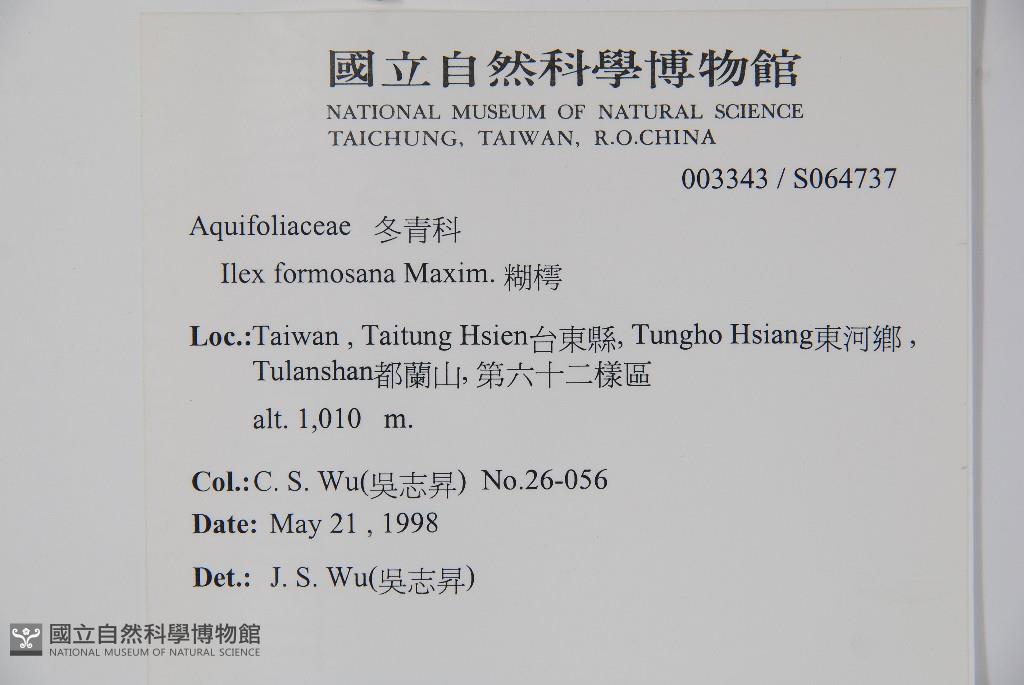 國立自然科學博物館
NATIONAL MUSEUM OF NATURAL SCIENCE
TAICHUNG, TAIWAN, R.O.CHINA
003343 / S064737
Aquifoliaceae 冬青科
Ilex formosana Maxim. 糊樗
Loc.:Taiwan , Taitung Hsien台東縣, Tungho Hsiang東河鄉 ,
Tulanshan都蘭山, 第六十二樣區
alt. 1,010 m.
Col.:C. S. Wu(吳志昇) No.26-056
Date: May 21 , 1998
Det.: J. S. Wu(吳志昇)
國立自然科學博物館
NATIONAL MUSEUM OF NATURAL SCIENCE